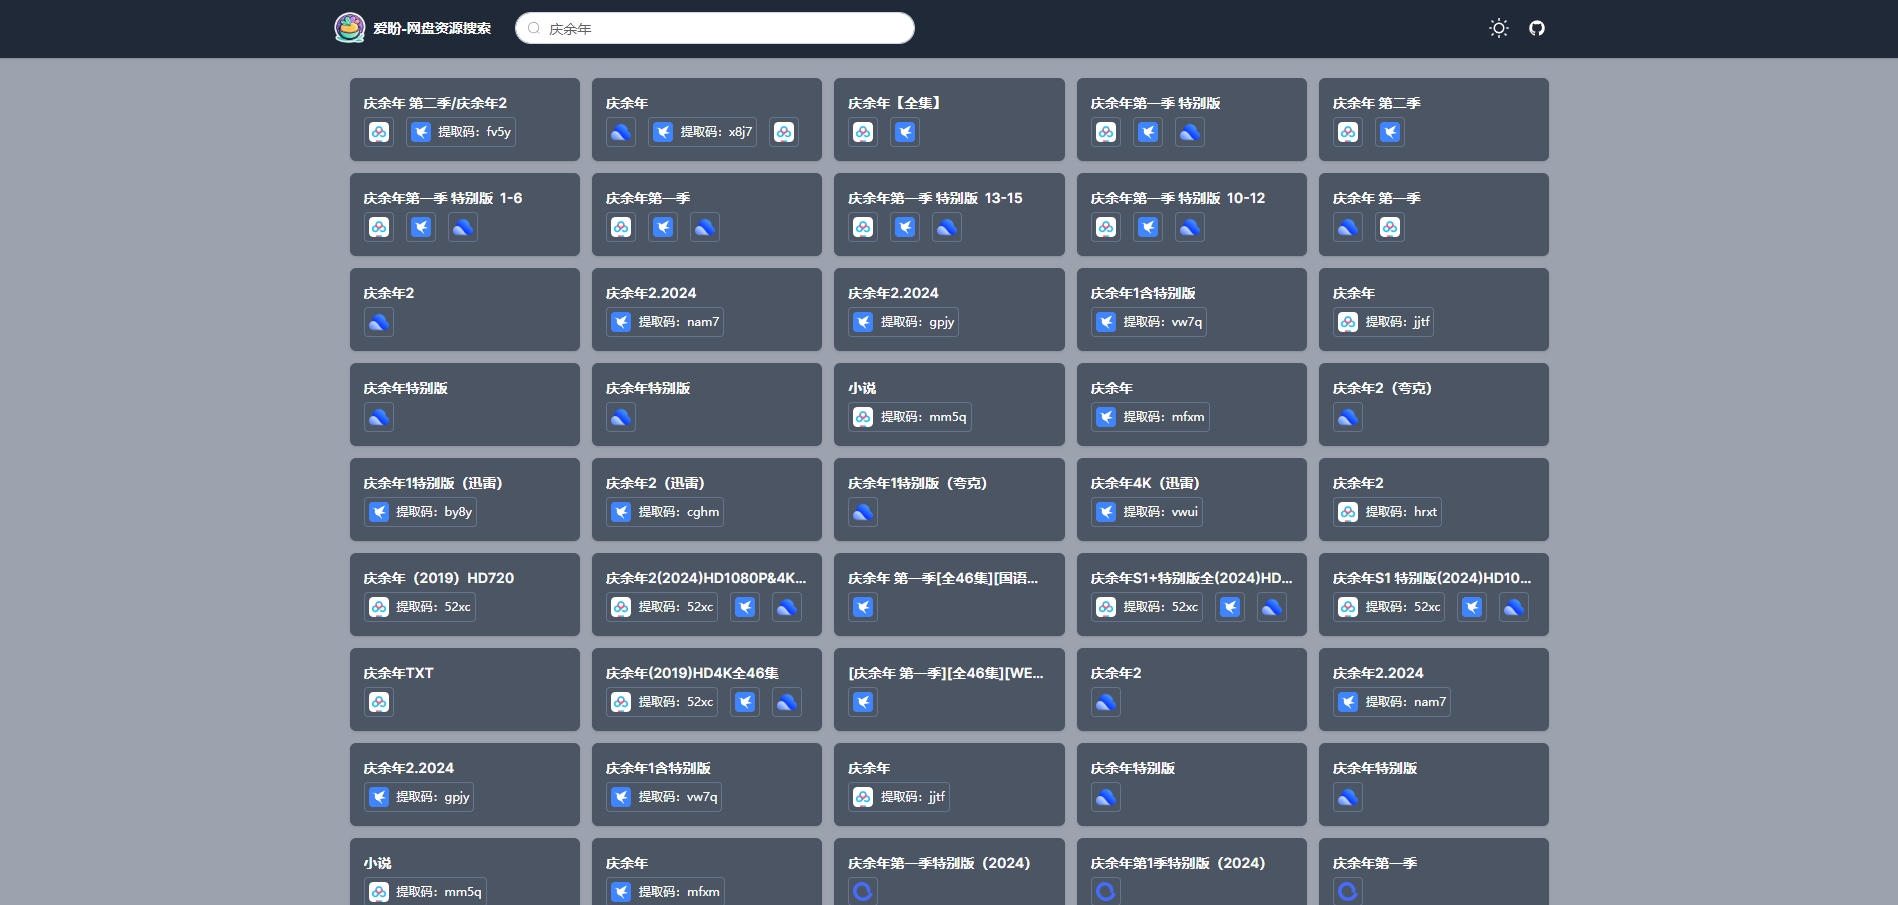 爱盼-网盘资源搜索
庆余年
庆余年 第二季/庆余年2
提取码：fv5y
庆余年
提取码：x8j7
庆余年【全集】
庆余年第一季 特别版
庆余年 第二季
庆余年第一季 特别版 1-6
庆余年第一季
庆余年第一季 特别版 13-15
庆余年第一季 特别版 10-12
庆余年 第一季
庆余年2
庆余年2.2024
提取码：nam7
庆余年2.2024
提取码：gpjy
庆余年1含特别版
提取码：vw7q
庆余年
提取码：jjtf
庆余年特别版
庆余年特别版
小说
提取码：mm5q
庆余年
提取码：mfxm
庆余年2（夸克）
庆余年1特别版（迅雷）
提取码：by8y
庆余年2（迅雷）
提取码：cghm
庆余年1特别版（夸克）
庆余年4K（迅雷）
提取码：vwui
庆余年2
提取码：hrxt
庆余年（2019）HD720
提取码：52xc
庆余年2(2024)HD1080P&4K...
提取码：52xc
庆余年 第一季[全46集][国语...
庆余年S1+特别版全(2024)HD...
提取码：52xc
庆余年S1 特别版(2024)HD10...
提取码：52xc
庆余年TXT
庆余年(2019)HD4K全46集
提取码：52xc
[庆余年 第一季][全46集][WE...
庆余年2
庆余年2.2024
提取码：nam7
庆余年2.2024
提取码：gpjy
庆余年1含特别版
提取码：vw7q
庆余年
提取码：jjtf
庆余年特别版
庆余年特别版
小说
提取码：mm5q
庆余年
提取码：mfxm
庆余年第一季特别版（2024）
庆余年第1季特别版（2024）
庆余年第一季